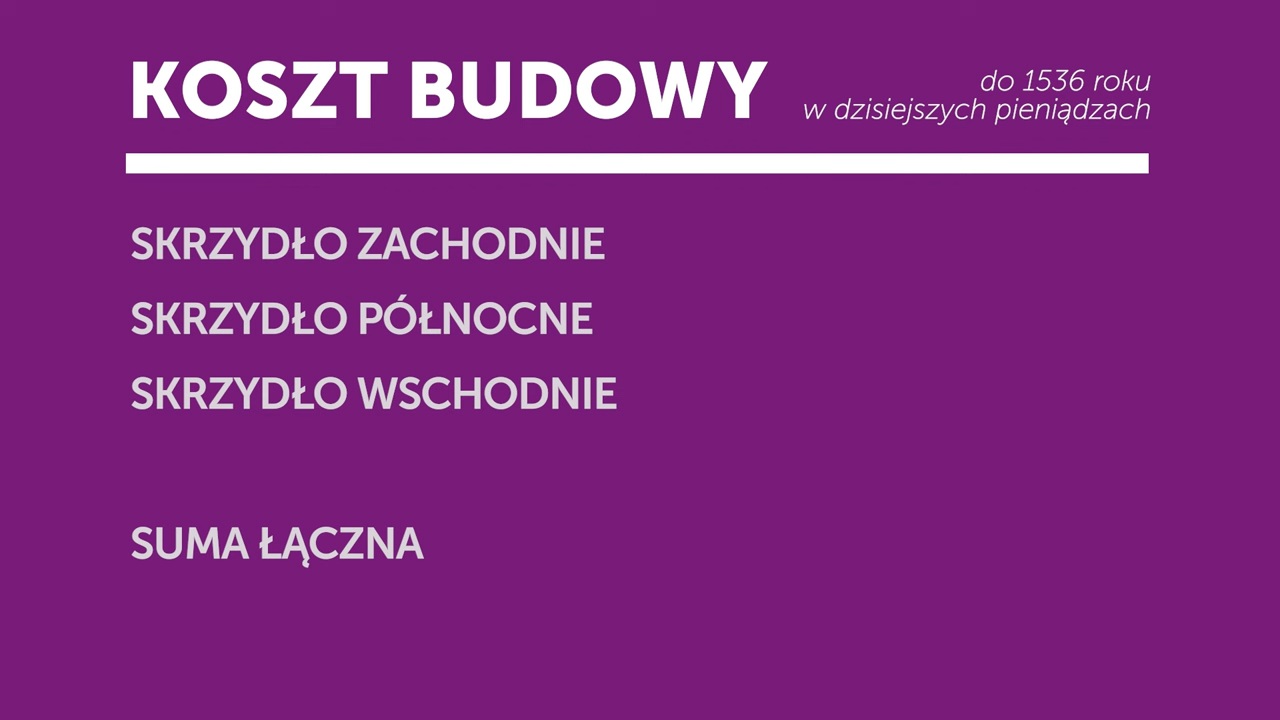 KOSZT BUDOWY
do 1536 roku
w dzisiejszych pieniądzach
SKRZYDŁO ZACHODNIE
SKRZYDŁO PÓŁNOCNE
SKRZYDŁO WSCHODNIE
SUMA ŁĄCZNA